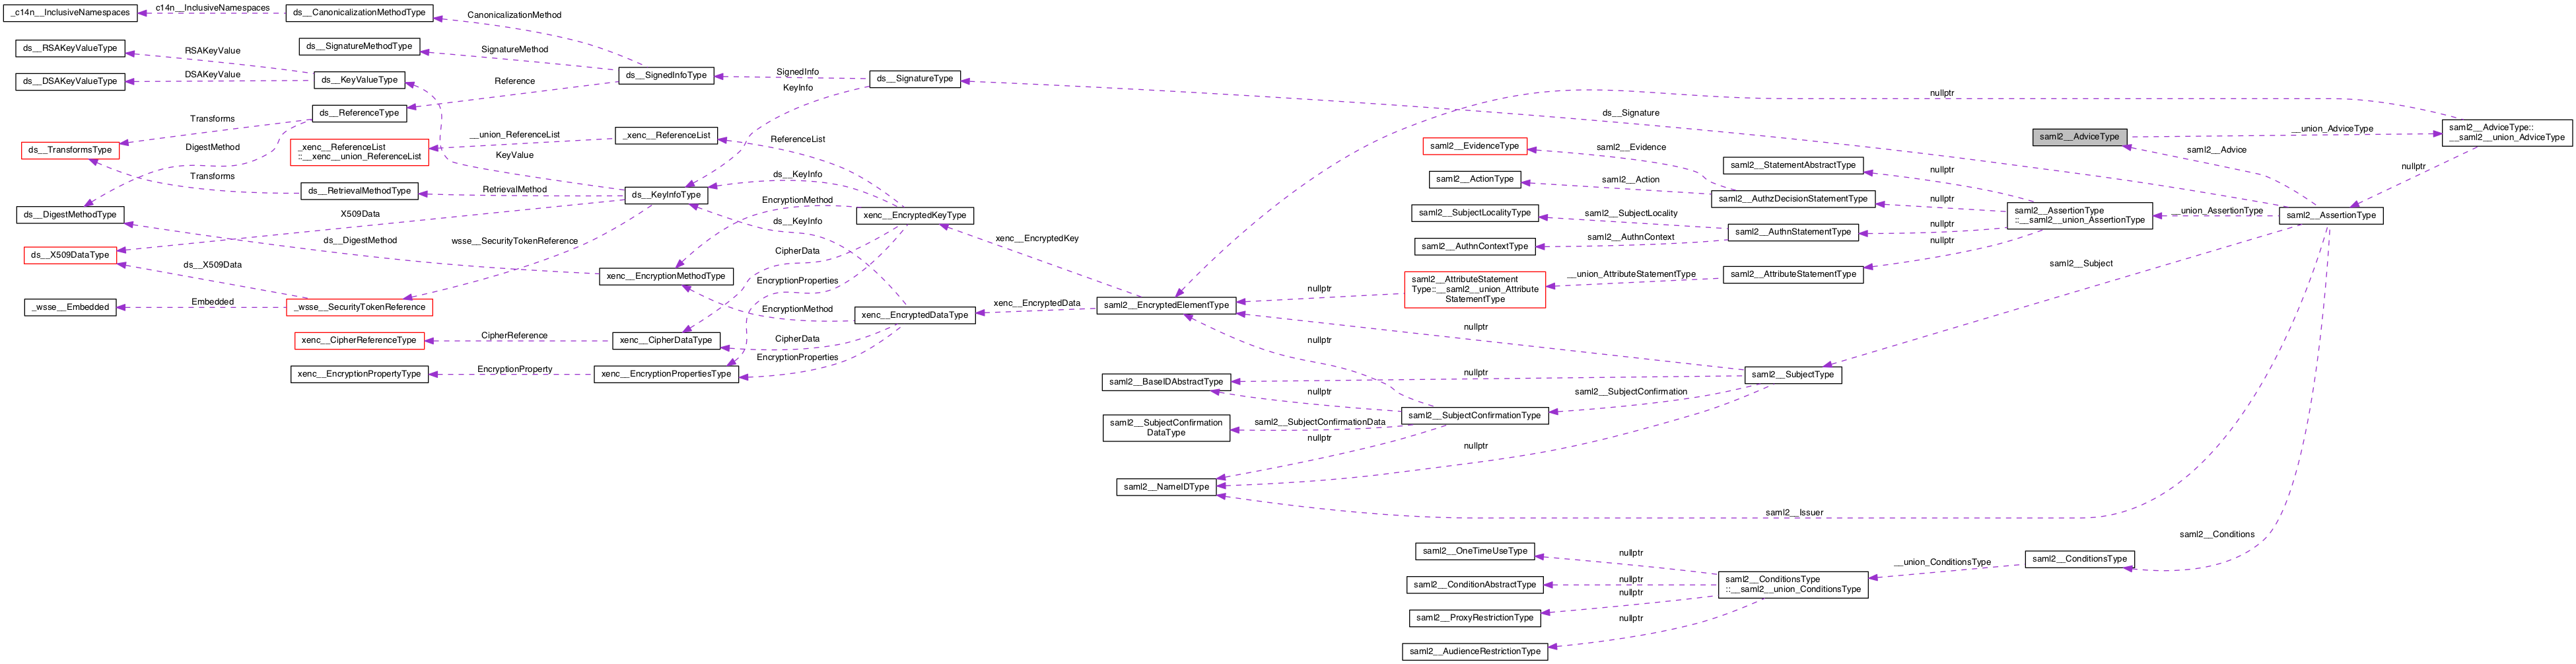 _c14n__InclusiveNamespaces
c14n__InclusiveNamespaces
ds__CanonicalizationMethodType
CanonicalizationMethod
ds__RSAKeyValueType
RSAKeyValue
ds__SignatureMethodType
SignatureMethod
ds__DSAKeyValueType
DSAKeyValue
ds__KeyValueType
ds__SignedInfoType
SignedInfo
ds__SignatureType
KeyInfo
Reference
ds__ReferenceType
Transforms
ds__TransformsType
DigestMethod
_xenc__ReferenceList
::__xenc__union_ReferenceList
__union_ReferenceList
_xenc__ReferenceList
ReferenceList
KeyValue
Transforms
ds__RetrievalMethodType
RetrievalMethod
ds__KeyInfoType
ds__KeyInfo
EncryptionMethod
ds__KeyInfo
xenc__EncryptedKeyType
xenc__EncryptedKey
ds__DigestMethodType
X509Data
ds__DigestMethod
wsse__SecurityTokenReference
ds__X509DataType
ds__X509Data
xenc__EncryptionMethodType
CipherData
EncryptionProperties
_wsse__Embedded
Embedded
_wsse__SecurityTokenReference
EncryptionMethod
xenc__EncryptedDataType
xenc__EncryptedData
saml2__EncryptedElementType
xenc__CipherReferenceType
CipherReference
xenc__CipherDataType
CipherData
EncryptionProperties
xenc__EncryptionPropertyType
EncryptionProperty
xenc__EncryptionPropertiesType
nullptr
ds__Signature
saml2__AdviceType
__union_AdviceType
saml2__AdviceType::
__saml2__union_AdviceType
saml2__Advice
nullptr
saml2__EvidenceType
saml2__Evidence
saml2__StatementAbstractType
nullptr
saml2__ActionType
saml2__Action
saml2__AuthzDecisionStatementType
nullptr
saml2__SubjectLocalityType
saml2__SubjectLocality
saml2__AuthnStatementType
nullptr
saml2__AssertionType
::__saml2__union_AssertionType
__union_AssertionType
saml2__AssertionType
saml2__AuthnContextType
saml2__AuthnContext
nullptr
saml2__AttributeStatement
Type::__saml2__union_Attribute
StatementType
__union_AttributeStatementType
saml2__AttributeStatementType
saml2__Subject
nullptr
nullptr
nullptr
saml2__BaseIDAbstractType
nullptr
nullptr
saml2__SubjectType
saml2__SubjectConfirmation
saml2__SubjectConfirmationType
saml2__SubjectConfirmation
DataType
saml2__SubjectConfirmationData
nullptr
nullptr
saml2__NameIDType
saml2__Issuer
saml2__Conditions
saml2__OneTimeUseType
nullptr
saml2__ConditionAbstractType
nullptr
saml2__ConditionsType
::__saml2__union_ConditionsType
__union_ConditionsType
saml2__ConditionsType
nullptr
saml2__ProxyRestrictionType
nullptr
saml2__AudienceRestrictionType